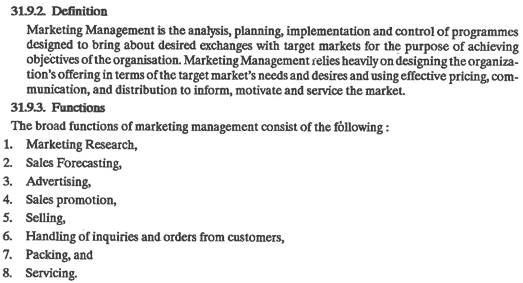 31.9.2. Definition
Marketing Management is the analysis, planning, implementation and control of programmes
designed to bring about desired exchanges with target markets for the purpose of achieving
objectives of the organisation. Marketing Management relies heavily on designing the organiza-
tion's offering in terms of the target market's needs and desires and using effective pricing, com-
munication, and distribution to inform, motivate and service the market.
31.9.3. Functions
The broad functions of marketing management consist of the following :
1. Marketing Research,
2. Sales Forecasting,
3. Advertising,
4. Sales promotion,
5. Selling,
6. Handling of inquiries and orders from customers,
7. Packing, and
8. Servicing.